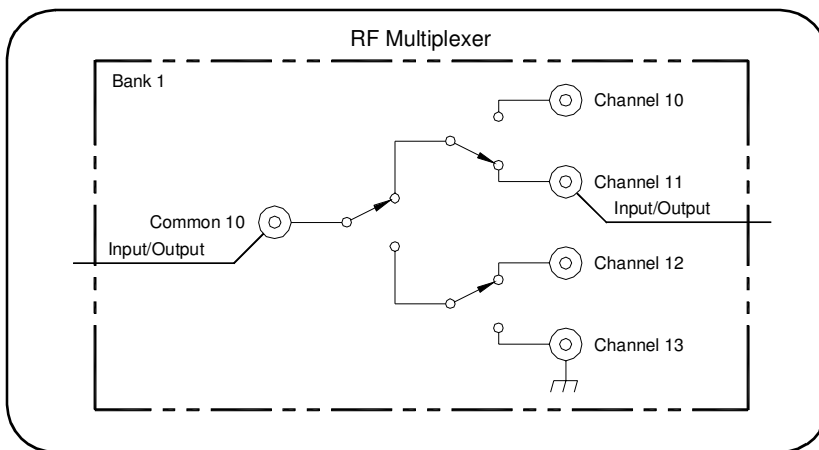 RF Multiplexer
Bank 1
Channel 10
Channel 11
Input/Output
Common 10
Input/Output
Channel 12
Channel 13